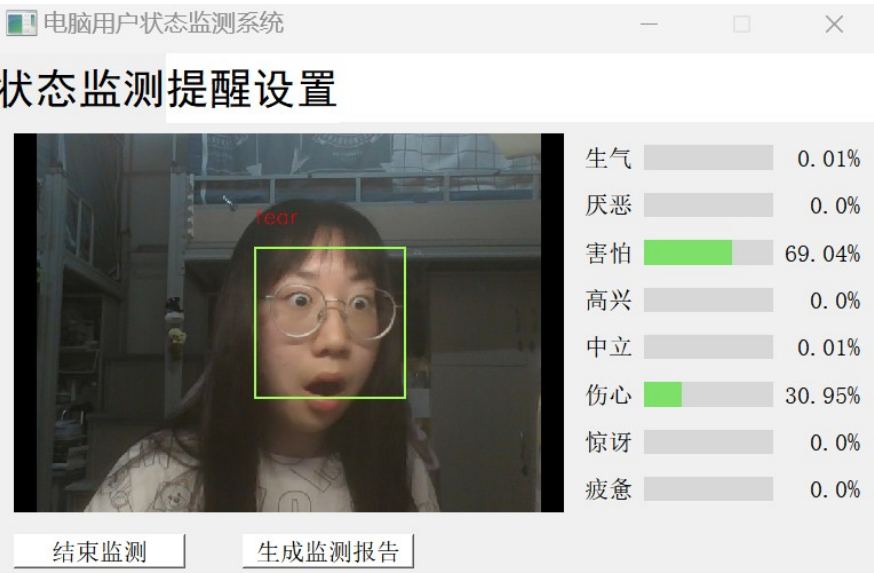 电脑用户状态监测系统
状态监测提醒设置
fear
生气 0.01%
厌恶 0.0%
害怕 69.04%
高兴 0.0%
中立 0.01%
伤心 30.95%
惊讶 0.0%
疲惫 0.0%
结束监测 生成监测报告